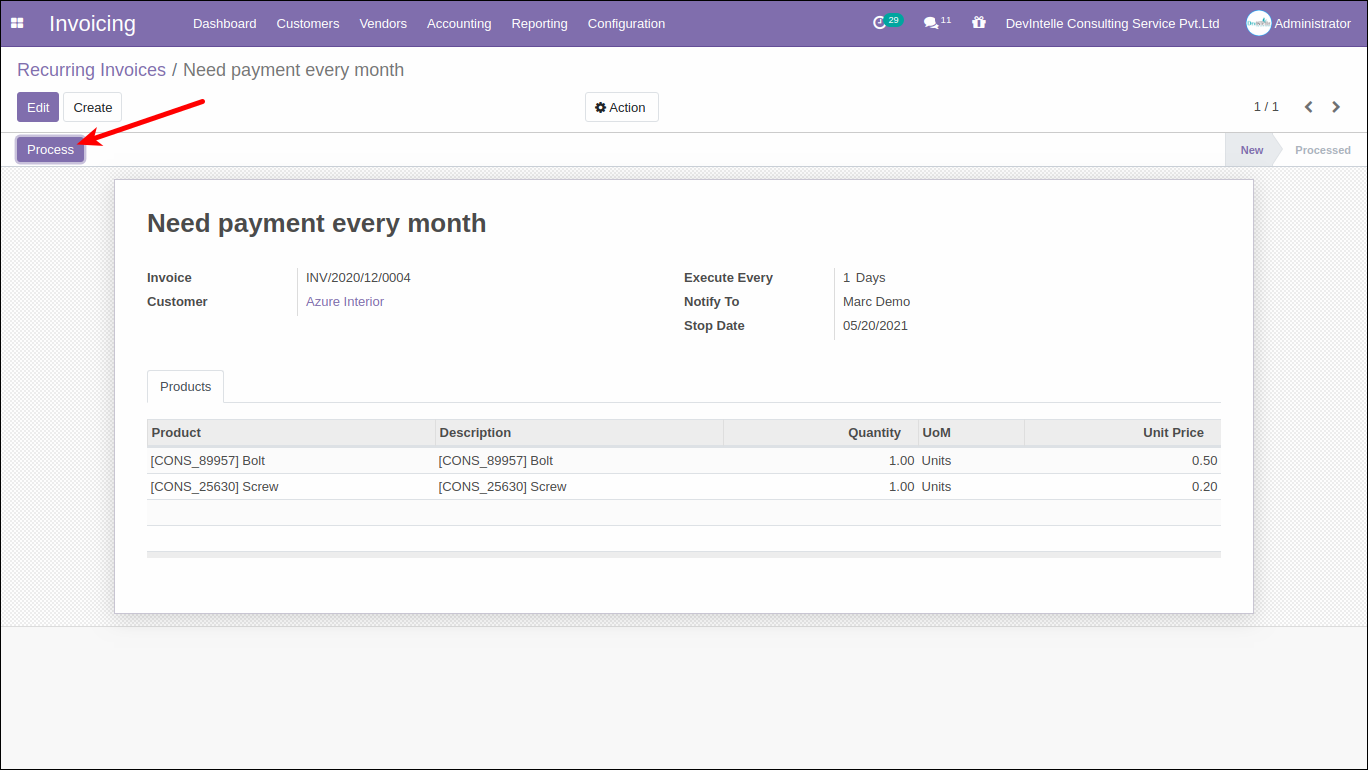 Invoicing Dashboard Customers Vendors Accounting Reporting Configuration 29 11 DevIntelle Consulting Service Pvt.Ltd Administrator
Recurring Invoices / Need payment every month
Edit Create Action 1 / 1
Process New Processed
Need payment every month
Invoice INV/2020/12/0004 Execute Every 1 Days
Customer Azure Interior Notify To Marc Demo
Stop Date 05/20/2021
Products
Product Description Quantity UoM Unit Price
[CONS_89957] Bolt [CONS_89957] Bolt 1.00 Units 0.50
[CONS_25630] Screw [CONS_25630] Screw 1.00 Units 0.20